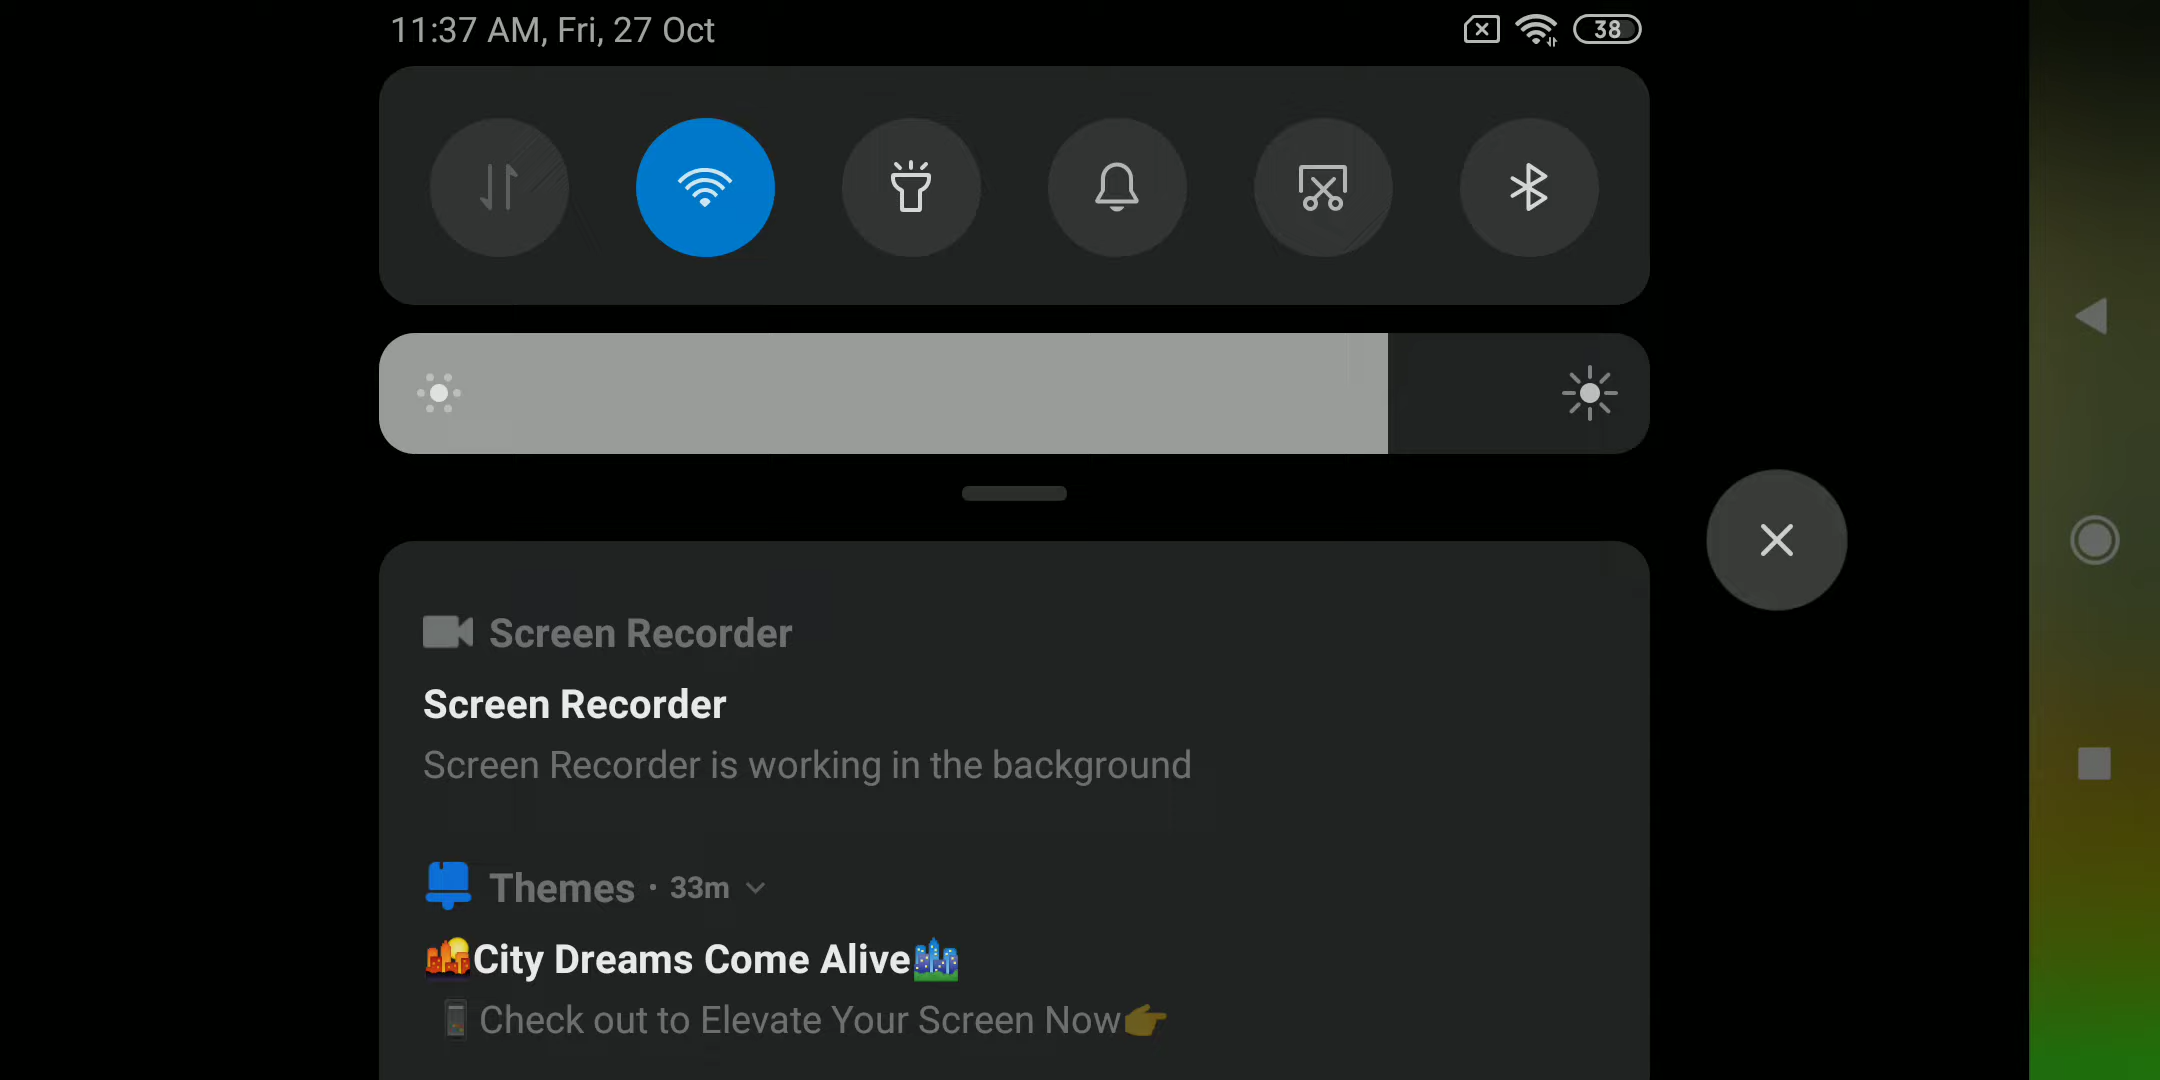 11:37 AM, Fri, 27 Oct
38
Screen Recorder
Screen Recorder
Screen Recorder is working in the background
Themes · 33m
🌇City Dreams Come Alive🏙️
📱Check out to Elevate Your Screen Now👉